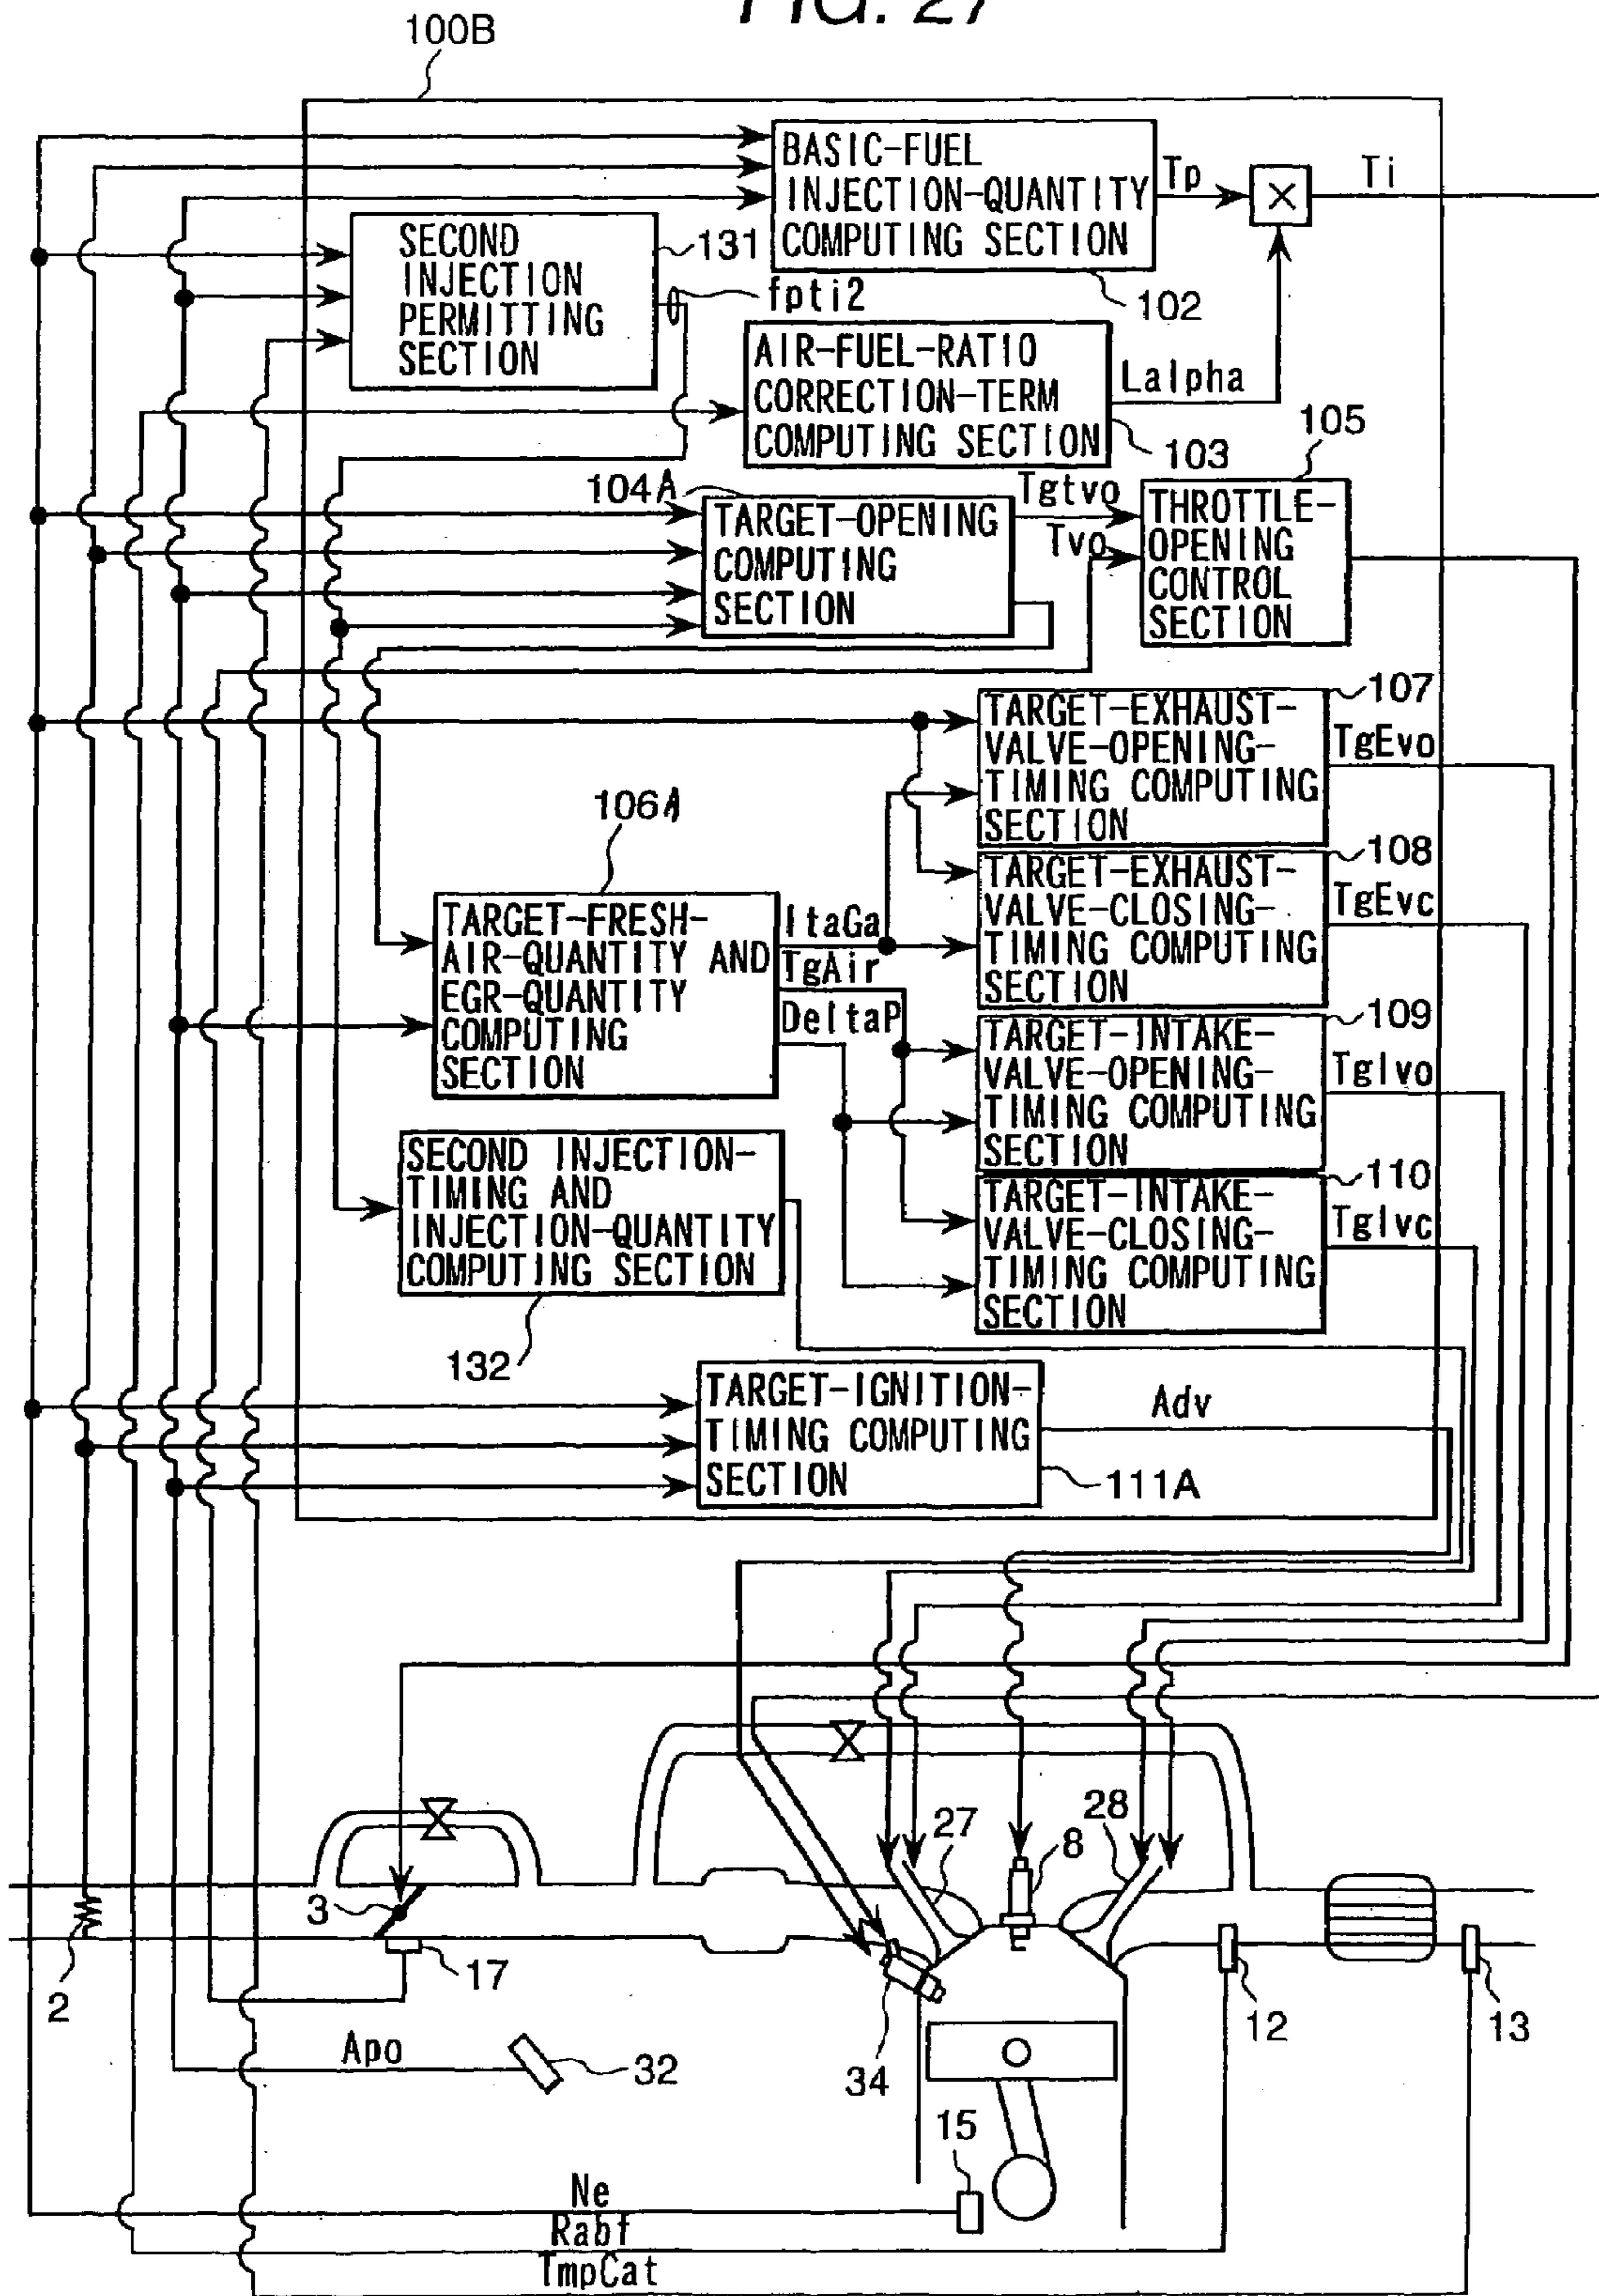 FIG. 27
100B
BASIC-FUEL
INJECTION-QUANTITY
COMPUTING SECTION
Tp
×
Ti
102
SECOND
INJECTION
PERMITTING
SECTION
131
fpti2
AIR-FUEL-RATIO
CORRECTION-TERM
COMPUTING SECTION
Lalpha
103
105
104A
TARGET-OPENING
COMPUTING
SECTION
Tgtvo
Tvo
THROTTLE-
OPENING
CONTROL
SECTION
107
TARGET-EXHAUST-
VALVE-OPENING-
TIMING COMPUTING
SECTION
TgEvo
106A
108
TARGET-EXHAUST-
VALVE-CLOSING-
TIMING COMPUTING
SECTION
TgEvc
TARGET-FRESH-
AIR-QUANTITY AND
EGR-QUANTITY
COMPUTING
SECTION
ItaGa
TgAir
DeltaP
109
TARGET-INTAKE-
VALVE-OPENING-
TIMING COMPUTING
SECTION
TgIvo
SECOND INJECTION-
TIMING AND
INJECTION-QUANTITY
COMPUTING SECTION
132
110
TARGET-INTAKE-
VALVE-CLOSING-
TIMING COMPUTING
SECTION
TgIvc
TARGET-IGNITION-
TIMING COMPUTING
SECTION
Adv
111A
27
8
28
3
2
17
12
13
Apo
32
34
15
Ne
Rabf
TmpCat